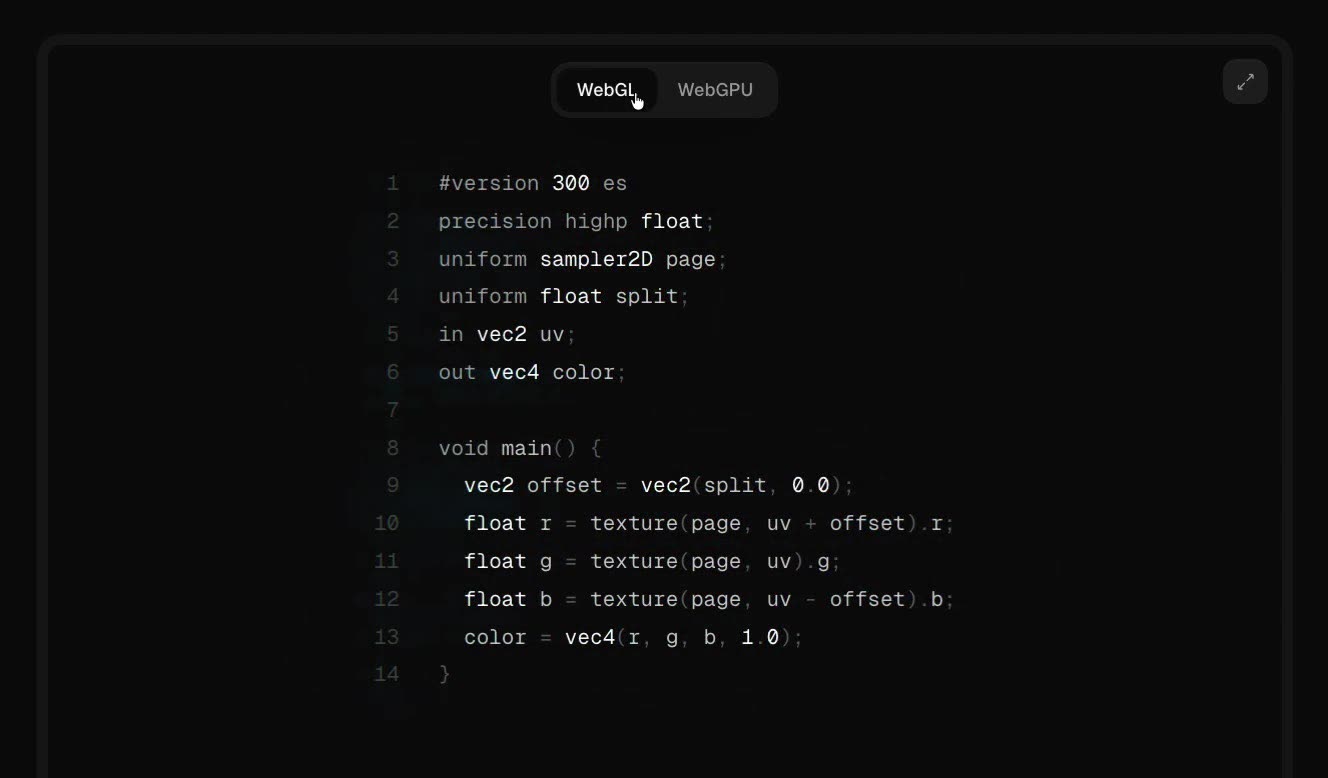 WebGL WebGPU
1 #version 300 es
2 precision highp float;
3 uniform sampler2D page;
4 uniform float split;
5 in vec2 uv;
6 out vec4 color;
7
8 void main() {
9   vec2 offset = vec2(split, 0.0);
10   float r = texture(page, uv + offset).r;
11   float g = texture(page, uv).g;
12   float b = texture(page, uv - offset).b;
13   color = vec4(r, g, b, 1.0);
14 }